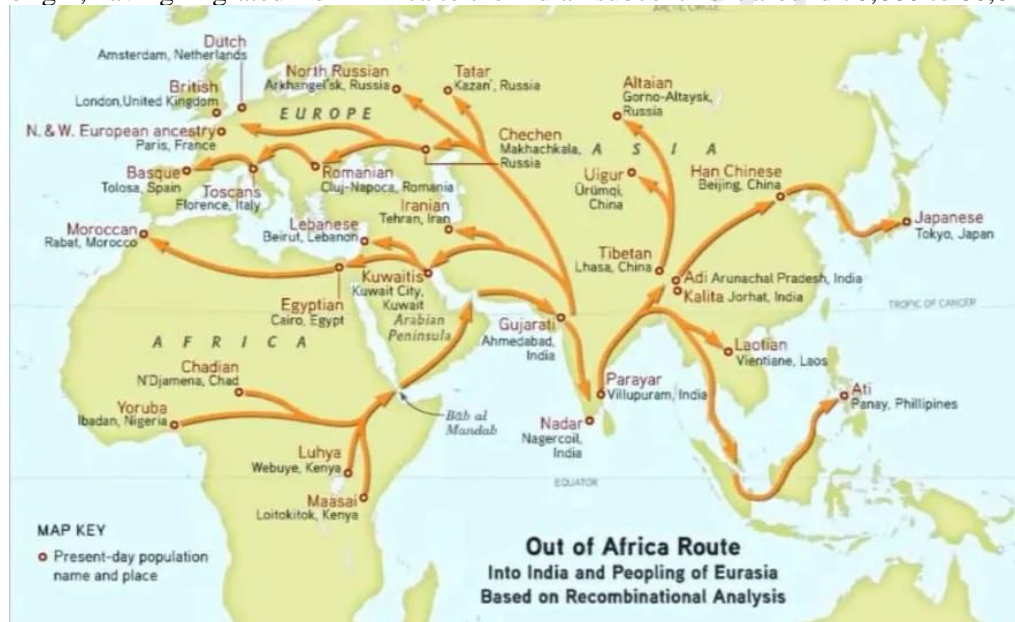 ARCTIC CIRCLE
Dutch
Amsterdam, Netherlands
British
London,United Kingdom
N. & W. European ancestry
Paris, France
Basque
Tolosa, Spain
Toscans
Florence, Italy
North Russian
Arkhangel'sk, Russia
Tatar
Kazan', Russia
EUROPE
Chechen
Makhachkala,
Russia
ASIA
Romanian
Cluj-Napoca, Romania
Altaian
Gorno-Altaysk,
Russia
Uigur
Ürümqi,
China
Han Chinese
Beijing, China
Japanese
Tokyo, Japan
Iranian
Tehran, Iran
Lebanese
Beirut, Lebanon
Moroccan
Rabat, Morocco
Kuwaitis
Kuwait City,
Kuwait
Egyptian
Cairo, Egypt
Arabian
Peninsula
Tibetan
Lhasa, China
Adi Arunachal Pradesh, India
Kalita Jorhat, India
TROPIC OF CANCER
Gujarati
Ahmedabad,
India
Laotian
Vientiane, Laos
AFRICA
Chadian
N'Djamena, Chad
Yoruba
Ibadan, Nigeria
Bab al
Mandab
Parayar
Villupuram, India
Nadar
Nagercoil,
India
Ati
Panay, Phillipines
Luhya
Webuye, Kenya
Maasai
Loitokitok, Kenya
EQUATOR
MAP KEY
Present-day population
name and place
Out of Africa Route
Into India and Peopling of Eurasia
Based on Recombinational Analysis